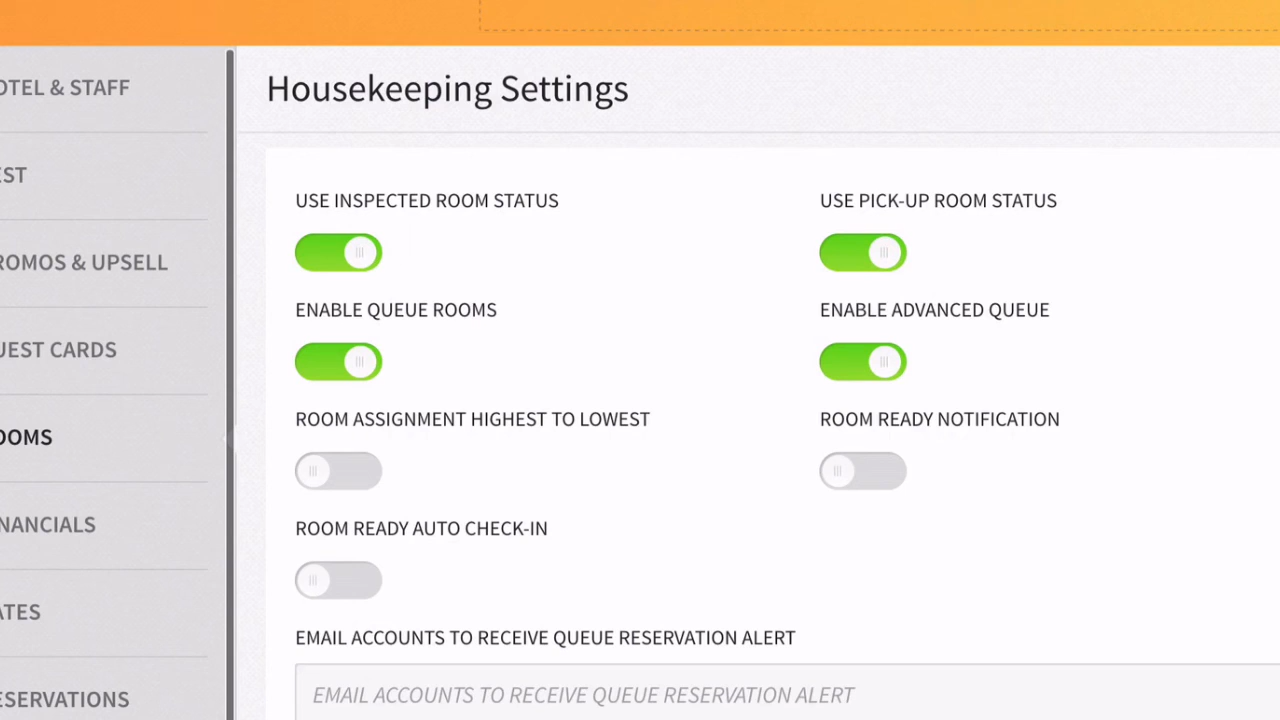 OTEL & STAFF
EST
ROMOS & UPSELL
UEST CARDS
OOMS
NANCIALS
ATES
ESERVATIONS
Housekeeping Settings
USE INSPECTED ROOM STATUS
USE PICK-UP ROOM STATUS
ENABLE QUEUE ROOMS
ENABLE ADVANCED QUEUE
ROOM ASSIGNMENT HIGHEST TO LOWEST
ROOM READY NOTIFICATION
ROOM READY AUTO CHECK-IN
EMAIL ACCOUNTS TO RECEIVE QUEUE RESERVATION ALERT
EMAIL ACCOUNTS TO RECEIVE QUEUE RESERVATION ALERT